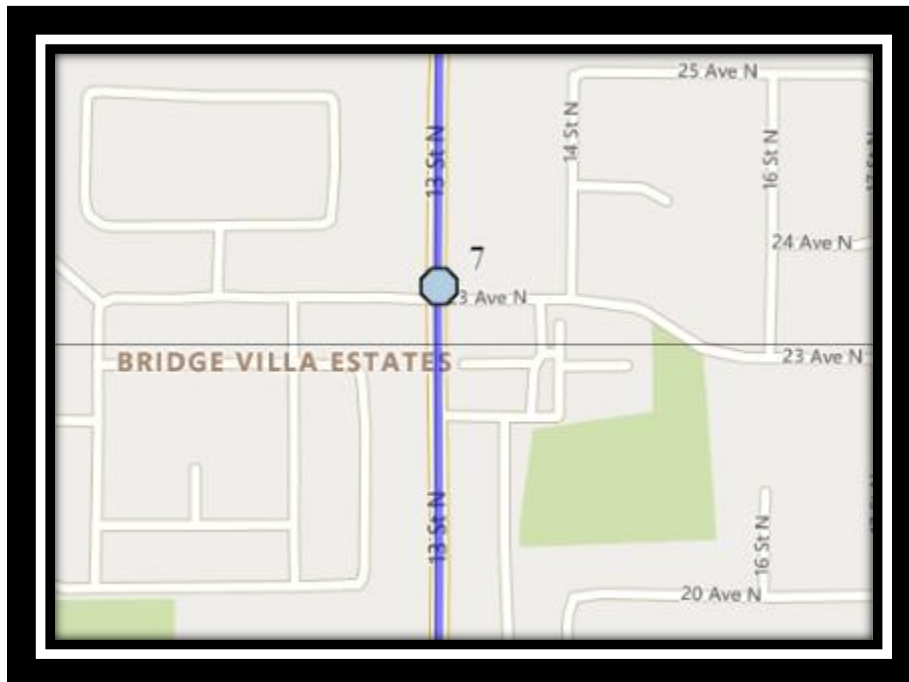 25 Ave N
14 St N
13 St N
16 St N
24 Ave N
7
3 Ave N
BRIDGE VILLA ESTATES
23 Ave N
13 St N
16 St N
20 Ave N